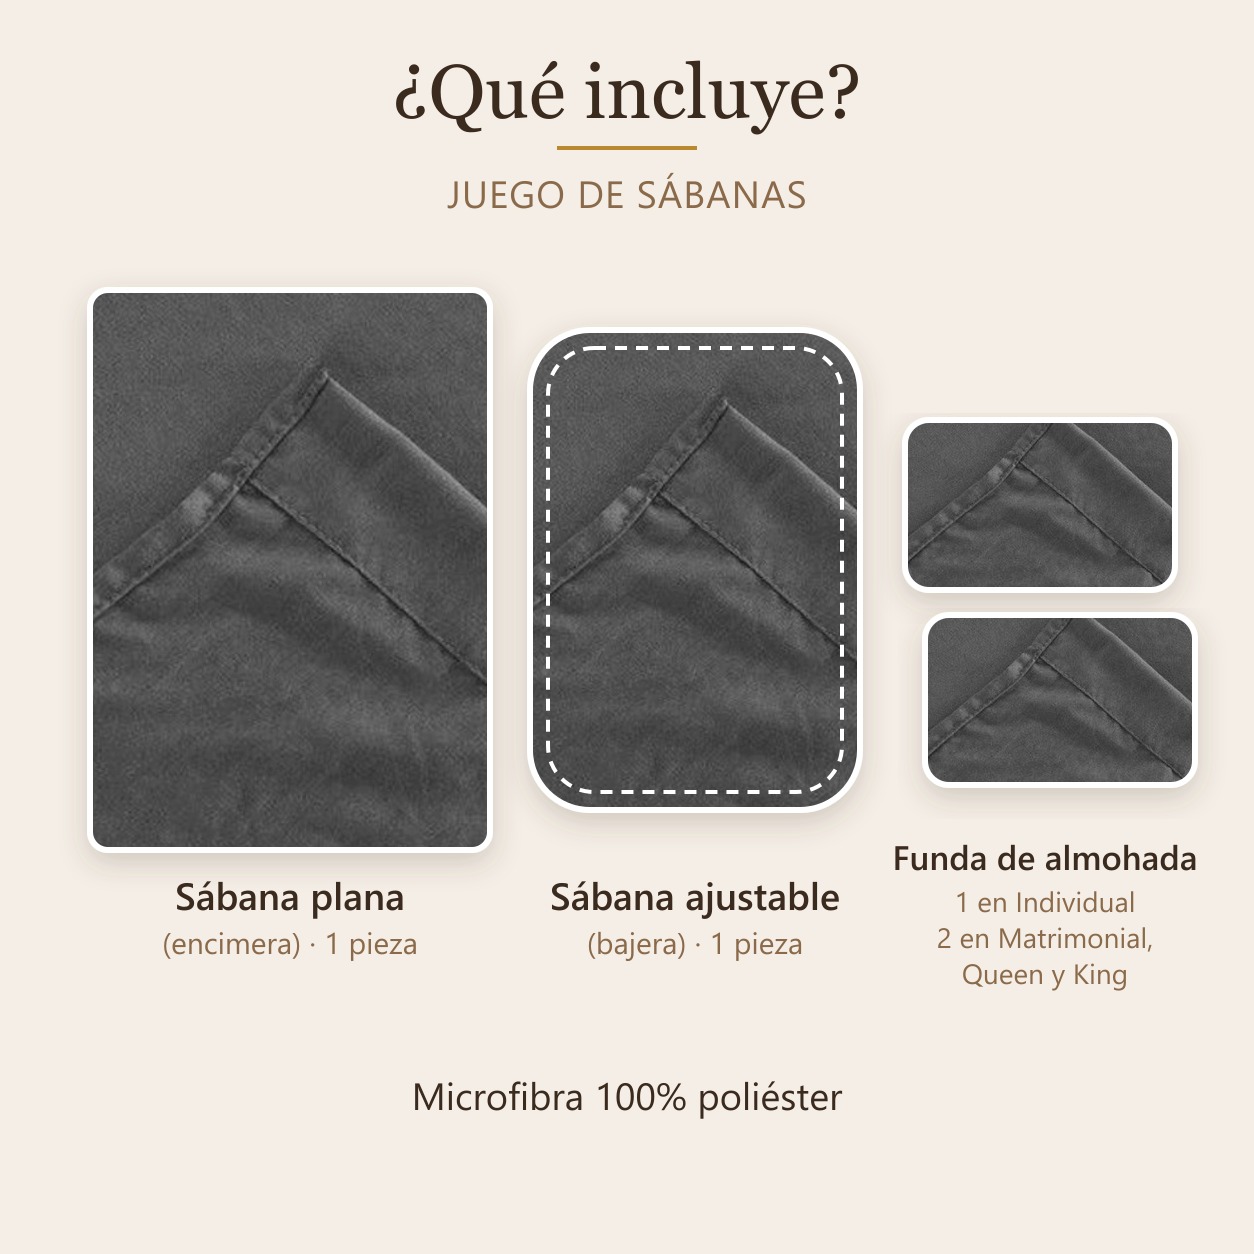 ¿Qué incluye?
JUEGO DE SÁBANAS
Sábana plana
(encimera) · 1 pieza
Sábana ajustable
(bajera) · 1 pieza
Funda de almohada
1 en Individual
2 en Matrimonial,
Queen y King
Microfibra 100% poliéster